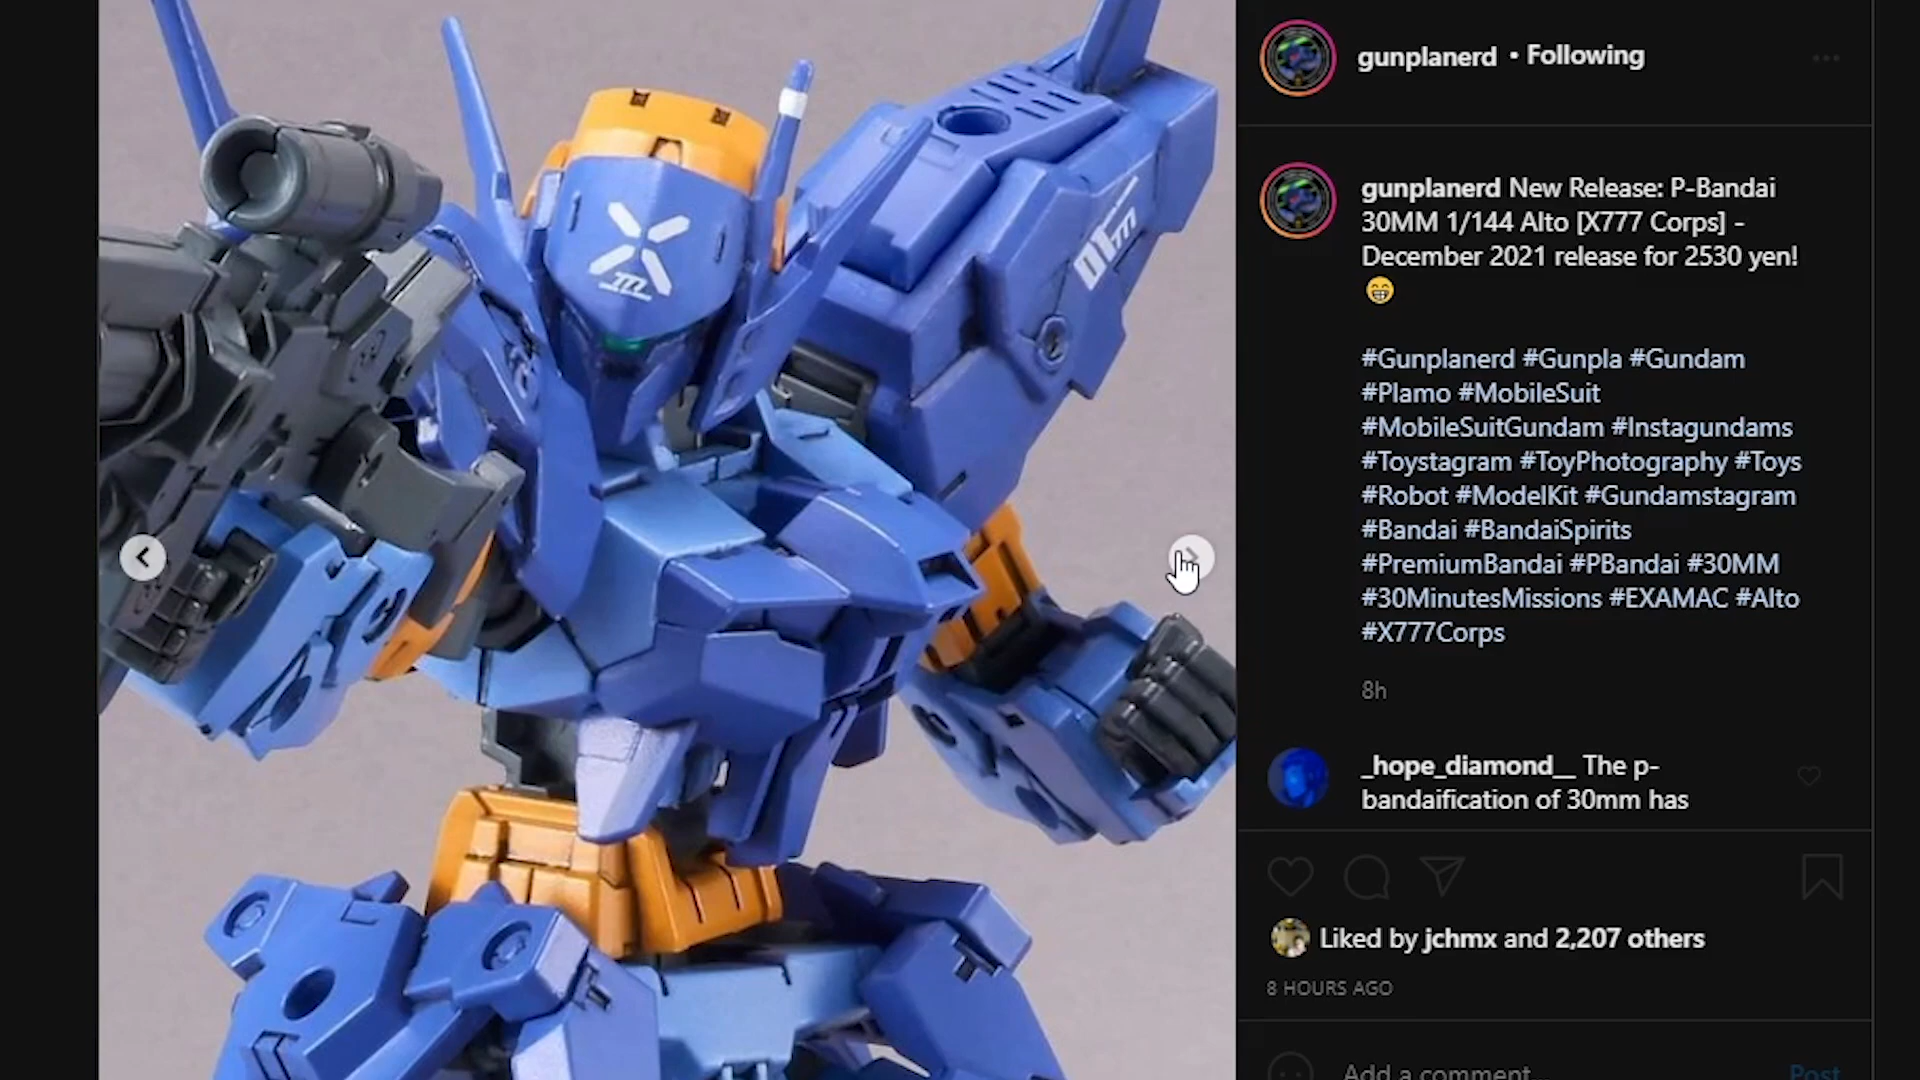 gunplanerd • Following
gunplanerd New Release: P-Bandai
30MM 1/144 Alto [X777 Corps] -
December 2021 release for 2530 yen!
#Gunplanerd #Gunpla #Gundam
#Plamo #MobileSuit
#MobileSuitGundam #Instagundams
#Toystagram #ToyPhotography #Toys
#Robot #ModelKit #Gundamstagram
#Bandai #BandaiSpirits
#PremiumBandai #PBandai #30MM
#30MinutesMissions #EXAMAC #Alto
#X777Corps
8h
_hope_diamond__ The p-
bandaification of 30mm has
Liked by jchmx and 2,207 others
8 HOURS AGO
Add a comment...
Post
X
m
01m